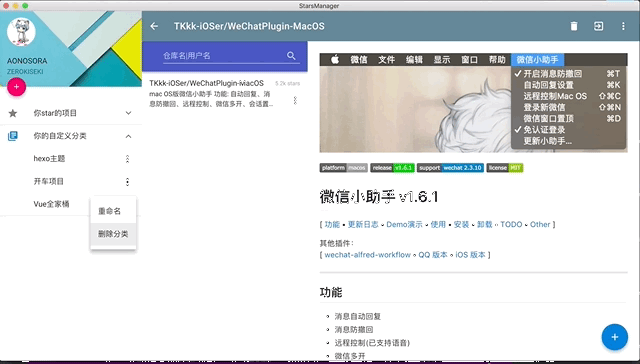 StarsManager
TKkk-iOSer/WeChatPlugin-MacOS
AONOSORA
ZEROKISEKI
你star的项目
你的自定义分类
hexo主题
开车项目
Vue全家桶
重命名
删除分类
仓库名|用户名
TKkk-iOSer/WeChatPlugin-MacOS
5.2k stars
mac OS版微信小助手 功能: 自动回复、消
息防撤回、远程控制、微信多开、会话置...
微信 文件 编辑 显示 窗口 帮助 微信小助手
✓ 开启消息防撤回 ⌘T
自动回复设置 ⌘K
远程控制Mac OS ⇧⌘C
登录新微信 ⇧⌘N
微信窗口置顶 ⌘D
✓ 免认证登录
更新小助手...
platform macos release v1.6.1 support wechat 2.3.10 license MIT
微信小助手 v1.6.1
[ 功能 • 更新日志 • Demo演示 • 使用 • 安装 • 卸载 • TODO • Other ]
其他插件:
[ wechat-alfred-workflow • QQ 版本 • iOS 版本 ]
功能
• 消息自动回复
• 消息防撤回
• 远程控制(已支持语音)
• 微信多开